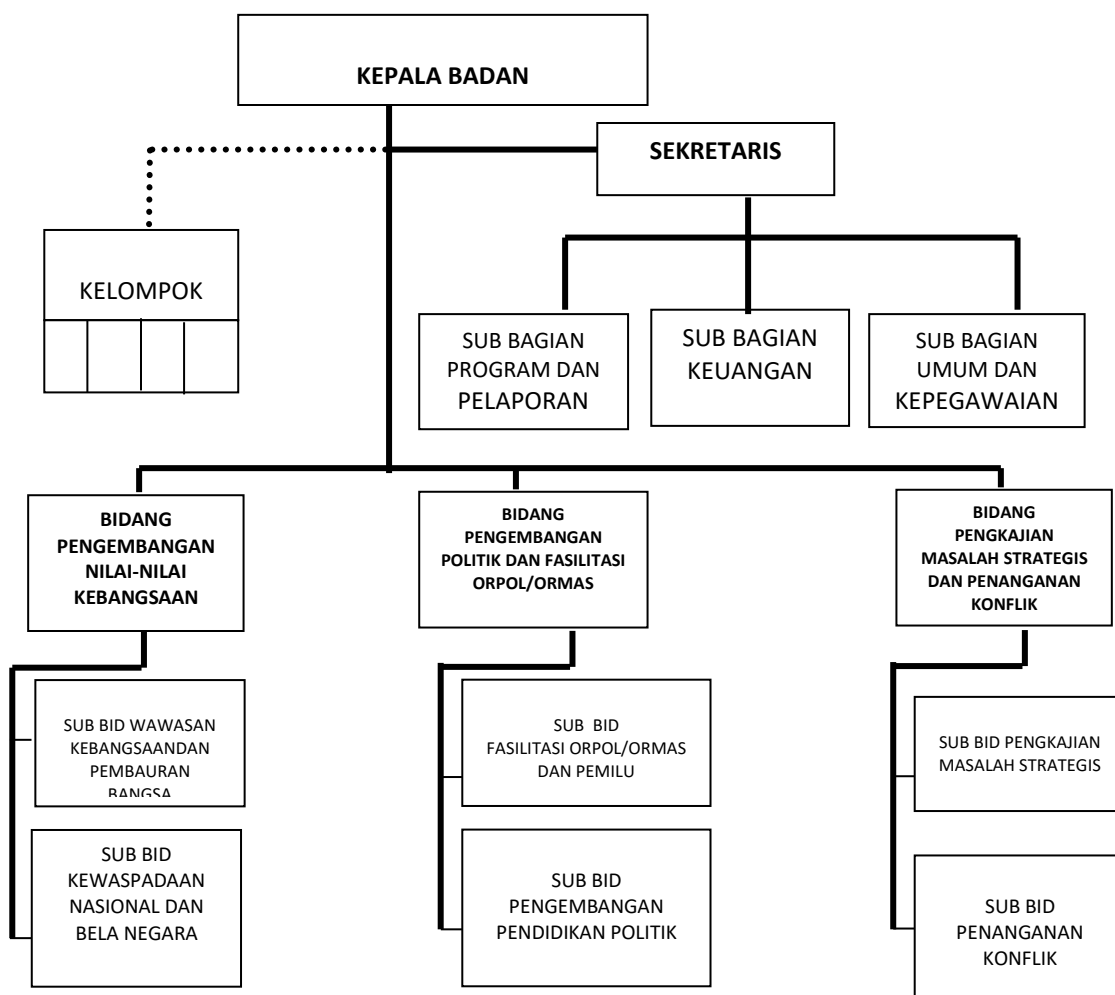 KEPALA BADAN
SEKRETARIS
KELOMPOK
SUB BAGIAN
PROGRAM DAN
PELAPORAN
SUB BAGIAN
KEUANGAN
SUB BAGIAN
UMUM DAN
KEPEGAWAIAN
BIDANG
PENGEMBANGAN
NILAI-NILAI
KEBANGSAAN
BIDANG
PENGEMBANGAN
POLITIK DAN FASILITASI
ORPOL/ORMAS
BIDANG
PENGKAJIAN
MASALAH STRATEGIS
DAN PENANGANAN
KONFLIK
SUB BID WAWASAN
KEBANGSAANDAN
PEMBAURAN
BANGSA
SUB BID
FASILITASI ORPOL/ORMAS
DAN PEMILU
SUB BID PENGKAJIAN
MASALAH STRATEGIS
SUB BID
KEWASPADAAN
NASIONAL DAN
BELA NEGARA
SUB BID
PENGEMBANGAN
PENDIDIKAN POLITIK
SUB BID
PENANGANAN
KONFLIK